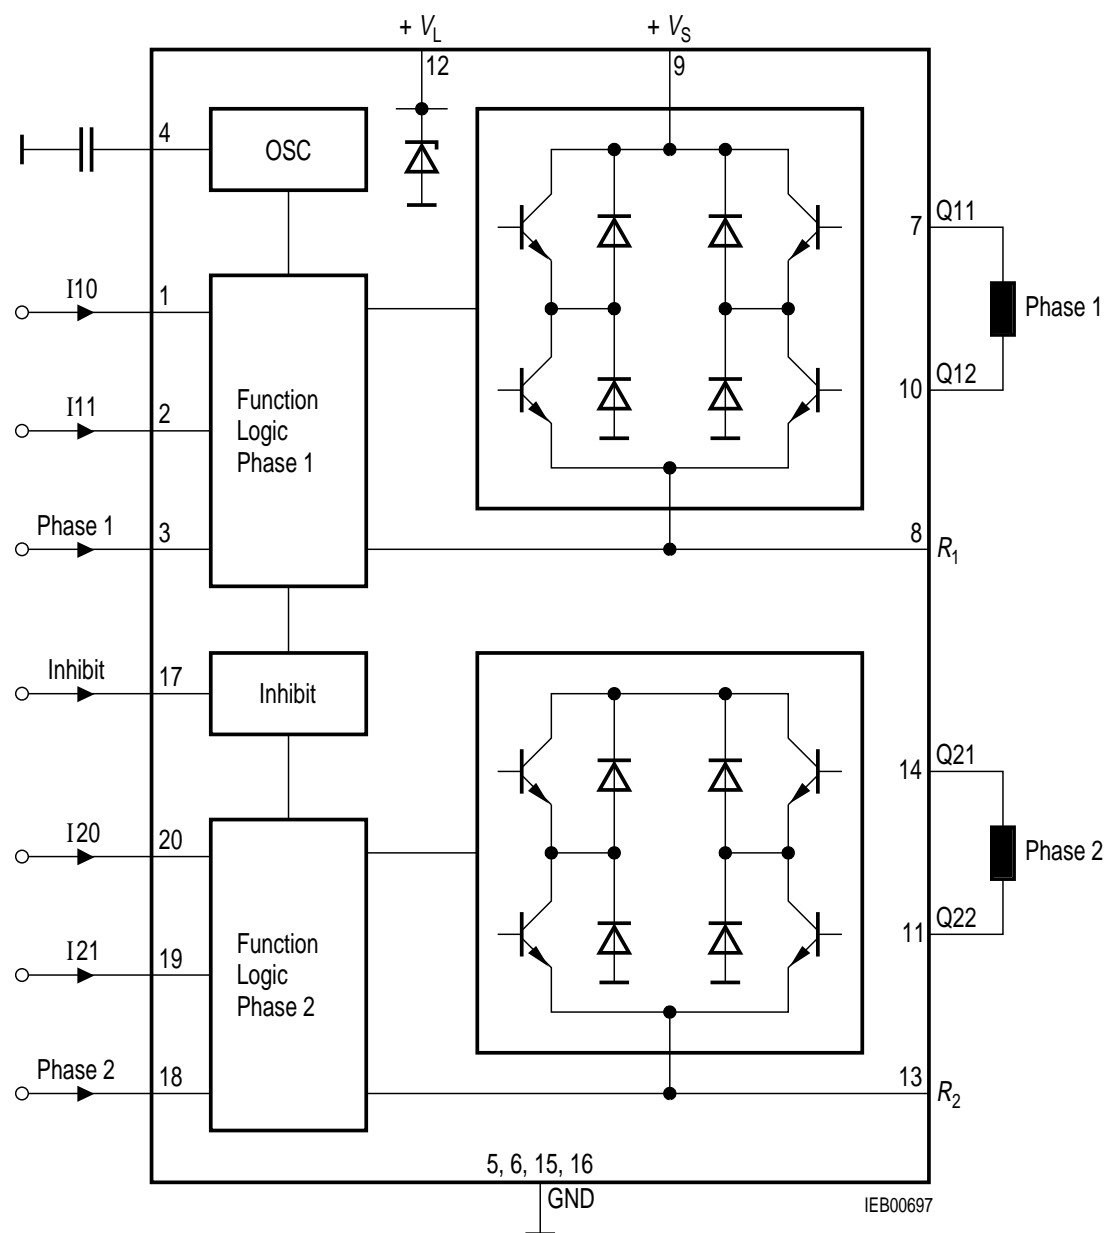 + VL
+ VS
12
9
4
OSC
7
Q11
I10
1
Phase 1
10
Q12
I11
2
Function
Logic
Phase 1
Phase 1
3
8
R1
Inhibit
17
Inhibit
14
Q21
I20
20
Phase 2
11
Q22
I21
19
Function
Logic
Phase 2
Phase 2
18
13
R2
5, 6, 15, 16
GND
IEB00697